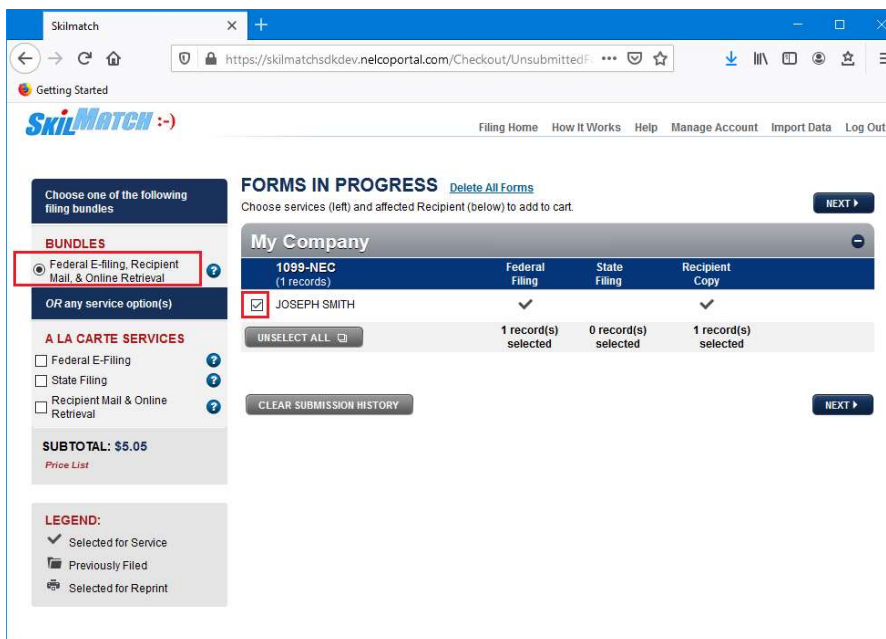 Skilmatch
https://skilmatchsdkdev.nelcoportal.com/Checkout/UnsubmittedF
Getting Started
SKILMATCH :-)
Filing Home How It Works Help Manage Account Import Data Log Out
Choose one of the following
filing bundles
BUNDLES
Federal E-filing, Recipient
Mail, & Online Retrieval
OR any service option(s)
A LA CARTE SERVICES
Federal E-Filing
State Filing
Recipient Mail & Online
Retrieval
SUBTOTAL: $5.05
Price List
LEGEND:
Selected for Service
Previously Filed
Selected for Reprint
FORMS IN PROGRESS Delete All Forms
Choose services (left) and affected Recipient (below) to add to cart.
NEXT
My Company
1099-NEC
(1 records)
Federal
Filing
State
Filing
Recipient
Copy
JOSEPH SMITH
UNSELECT ALL
1 record(s)
selected
0 record(s)
selected
1 record(s)
selected
CLEAR SUBMISSION HISTORY
NEXT